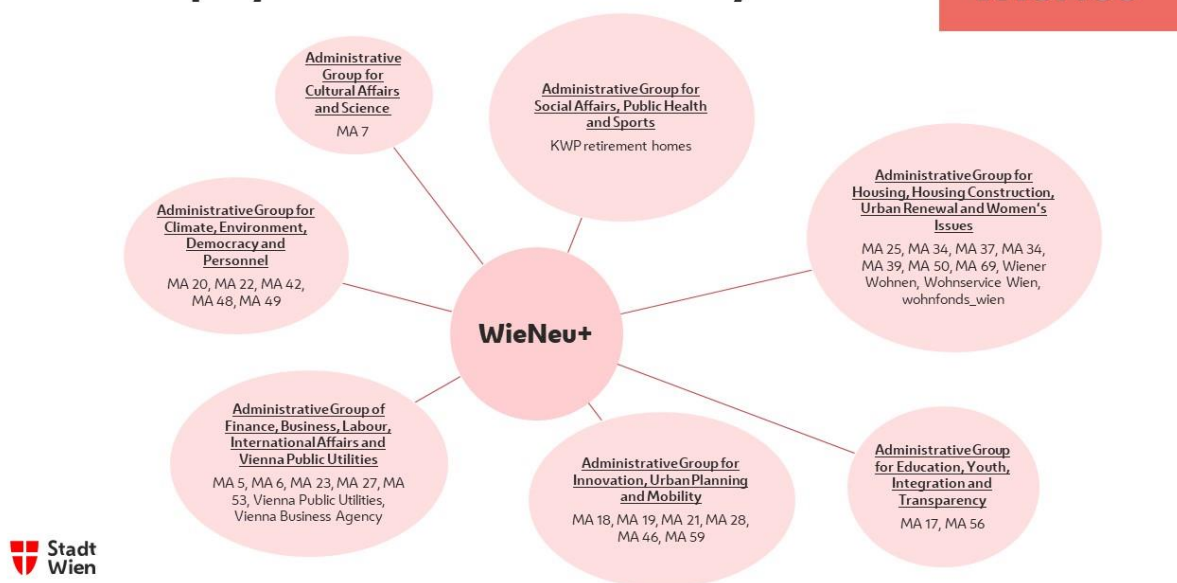 Administrative
Group for
Cultural Affairs
and Science
MA 7
Administrative Group for
Social Affairs, Public Health
and Sports
KWP retirement homes
Administrative Group for
Housing, Housing Construction,
Urban Renewal and Women's
Issues
MA 25, MA 34, MA 37, MA 34,
MA 39, MA 50, MA 69, Wiener
Wohnen, Wohnservice Wien,
wohnfonds_wien
Administrative Group for
Climate, Environment,
Democracy and
Personnel
MA 20, MA 22, MA 42,
MA 48, MA 49
WieNeu+
Administrative Group of
Finance, Business, Labour,
International Affairs and
Vienna Public Utilities
MA 5, MA 6, MA 23, MA 27, MA
53, Vienna Public Utilities,
Vienna Business Agency
Administrative Group for
Innovation, Urban Planning
and Mobility
MA 18, MA 19, MA 21, MA 28,
MA 46, MA 59
Administrative Group
for Education, Youth,
Integration and
Transparency
MA 17, MA 56
Stadt
Wien